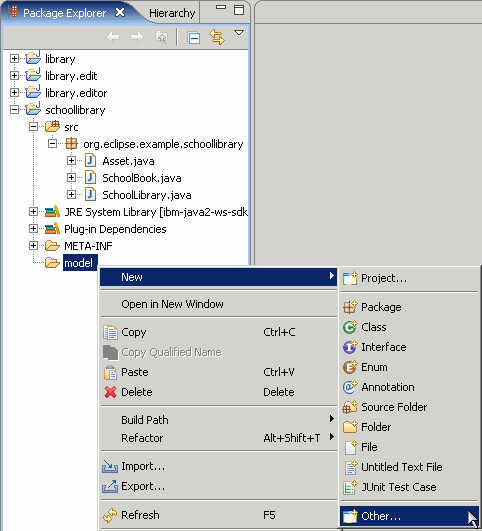 Package Explorer Hierarchy
library
library.edit
library.editor
schoollibrary
src
org.eclipse.example.schoollibrary
Asset.java
SchoolBook.java
SchoolLibrary.java
JRE System Library [ibm-java2-ws-sdk
Plug-in Dependencies
META-INF
model
New
Open in New Window
Copy Ctrl+C
Copy Qualified Name
Paste Ctrl+V
Delete Delete
Build Path
Refactor Alt+Shift+T
Import...
Export...
Refresh F5
Project...
Package
Class
Interface
Enum
Annotation
Source Folder
Folder
File
Untitled Text File
JUnit Test Case
Other...